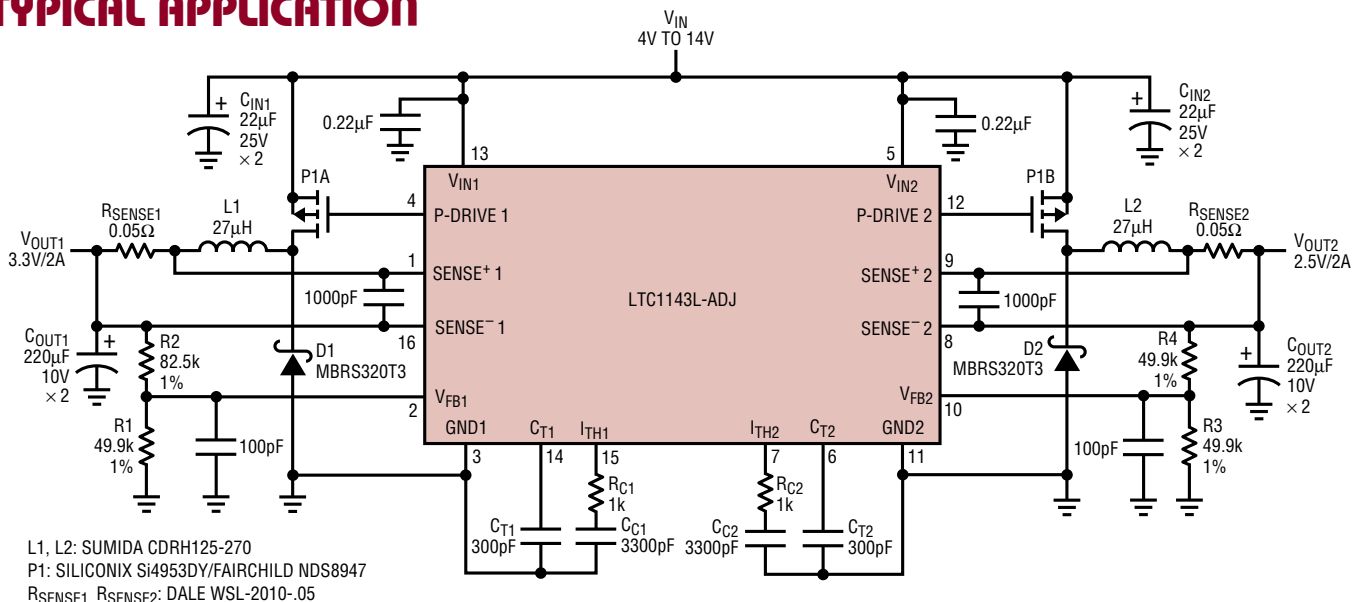 TYPICAL APPLICATION
VIN
4V TO 14V
+
CIN1
22µF
25V
× 2
0.22µF
13
5
0.22µF
+
CIN2
22µF
25V
× 2
P1A
VIN1
VIN2
P1B
4
P-DRIVE 1
P-DRIVE 2
12
RSENSE1
0.05Ω
L1
27µH
L2
27µH
RSENSE2
0.05Ω
VOUT1
3.3V/2A
VOUT2
2.5V/2A
1
SENSE+ 1
SENSE+ 2
9
1000pF
LTC1143L-ADJ
1000pF
SENSE– 1
16
SENSE– 2
8
COUT1
220µF
10V
× 2
+
R2
82.5k
1%
D1
MBRS320T3
D2
MBRS320T3
R4
49.9k
1%
+
COUT2
220µF
10V
× 2
VFB1
2
VFB2
10
R1
49.9k
1%
100pF
GND1
CT1
ITH1
ITH2
CT2
GND2
100pF
R3
49.9k
1%
3
14
15
7
6
11
RC1
1k
RC2
1k
CT1
300pF
CC1
3300pF
CC2
3300pF
CT2
300pF
L1, L2: SUMIDA CDRH125-270
P1: SILICONIX Si4953DY/FAIRCHILD NDS8947
RSENSE1, RSENSE2: DALE WSL-2010-.05